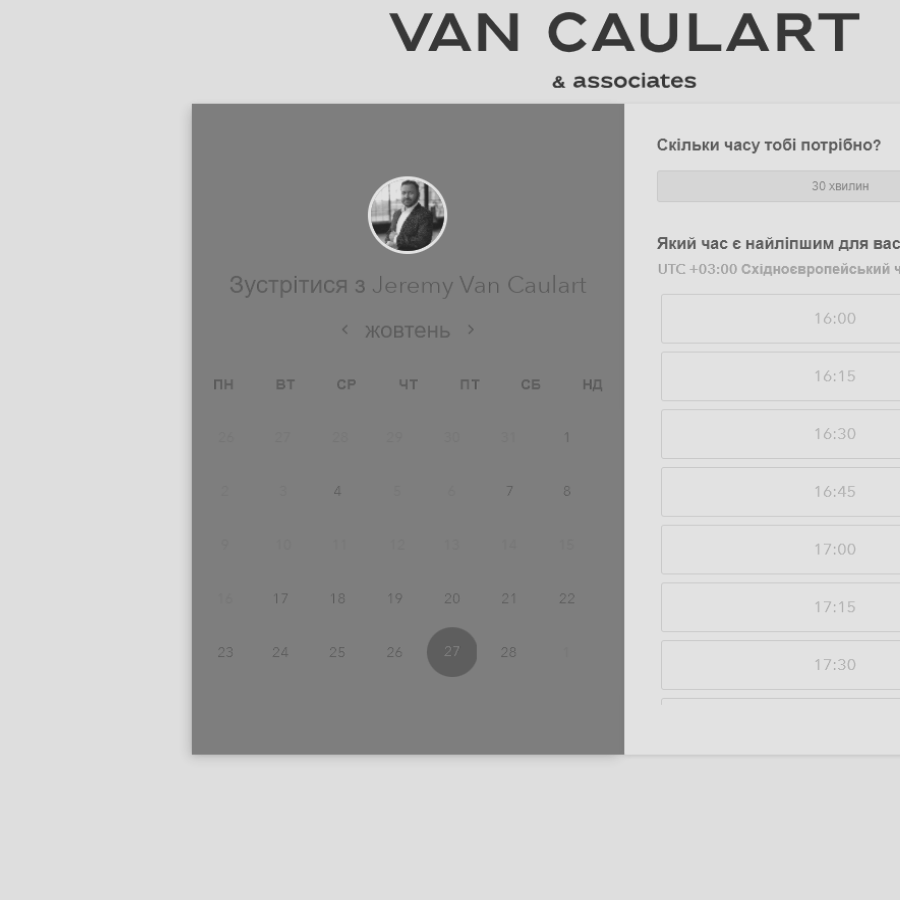 VAN CAULART
& associates
Зустрітися з Jeremy Van Caulart
жовтень
ПН ВТ СР ЧТ ПТ СБ НД
26 27 28 29 30 31 1
2 3 4 5 6 7 8
9 10 11 12 13 14 15
16 17 18 19 20 21 22
23 24 25 26 27 28 1
Скільки часу тобі потрібно?
30 хвилин
Який час є найліпшим для вас
UTC +03:00 Східноєвропейський ч
16:00
16:15
16:30
16:45
17:00
17:15
17:30